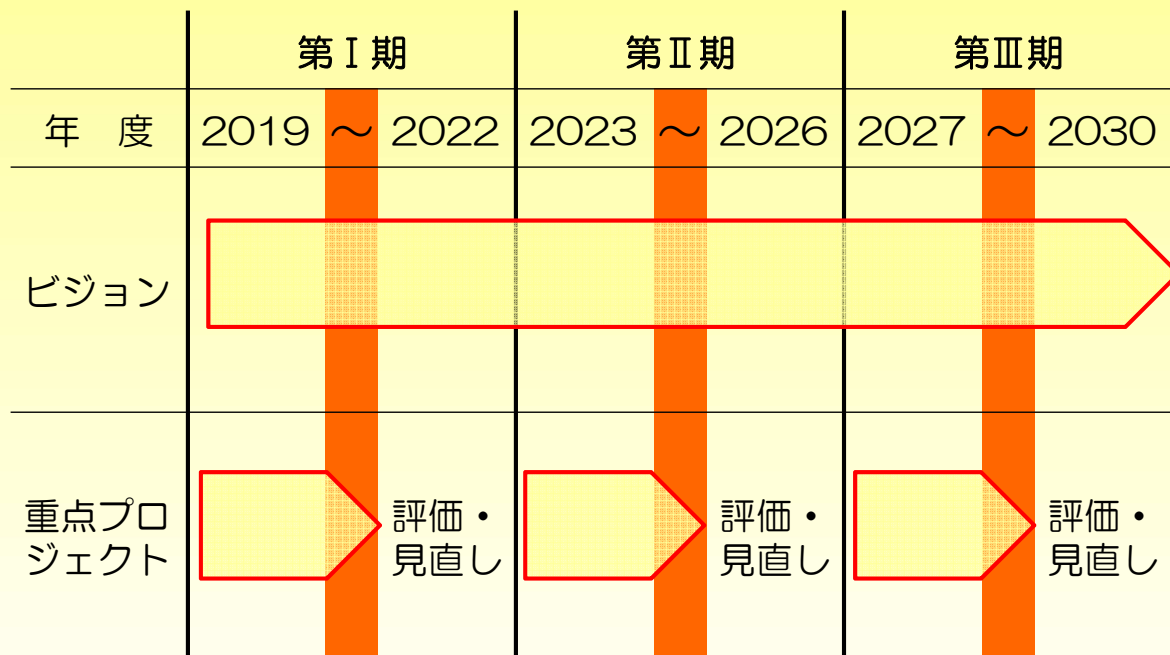 第Ⅰ期 第Ⅱ期 第Ⅲ期
年 度 2019 ～ 2022 2023 ～ 2026 2027 ～ 2030
ビジョン
重点プロ
ジェクト
評価・
見直し
評価・
見直し
評価・
見直し